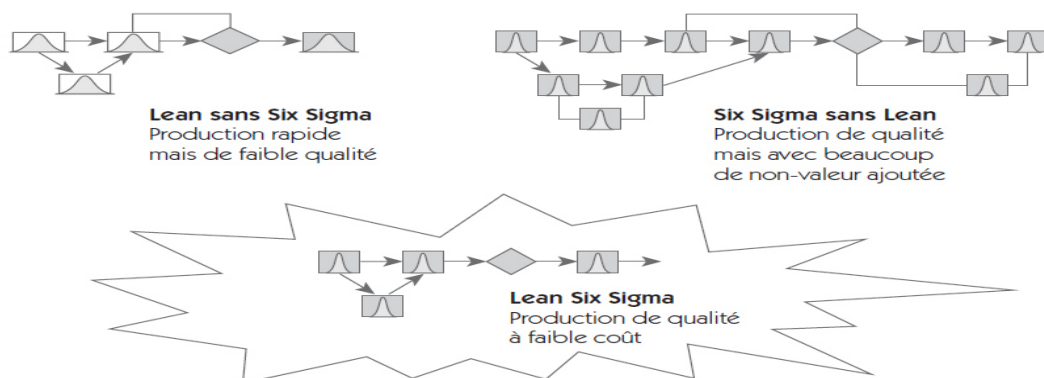 Lean sans Six Sigma
Production rapide
mais de faible qualité
Six Sigma sans Lean
Production de qualité
mais avec beaucoup
de non-valeur ajoutée
Lean Six Sigma
Production de qualité
à faible coût